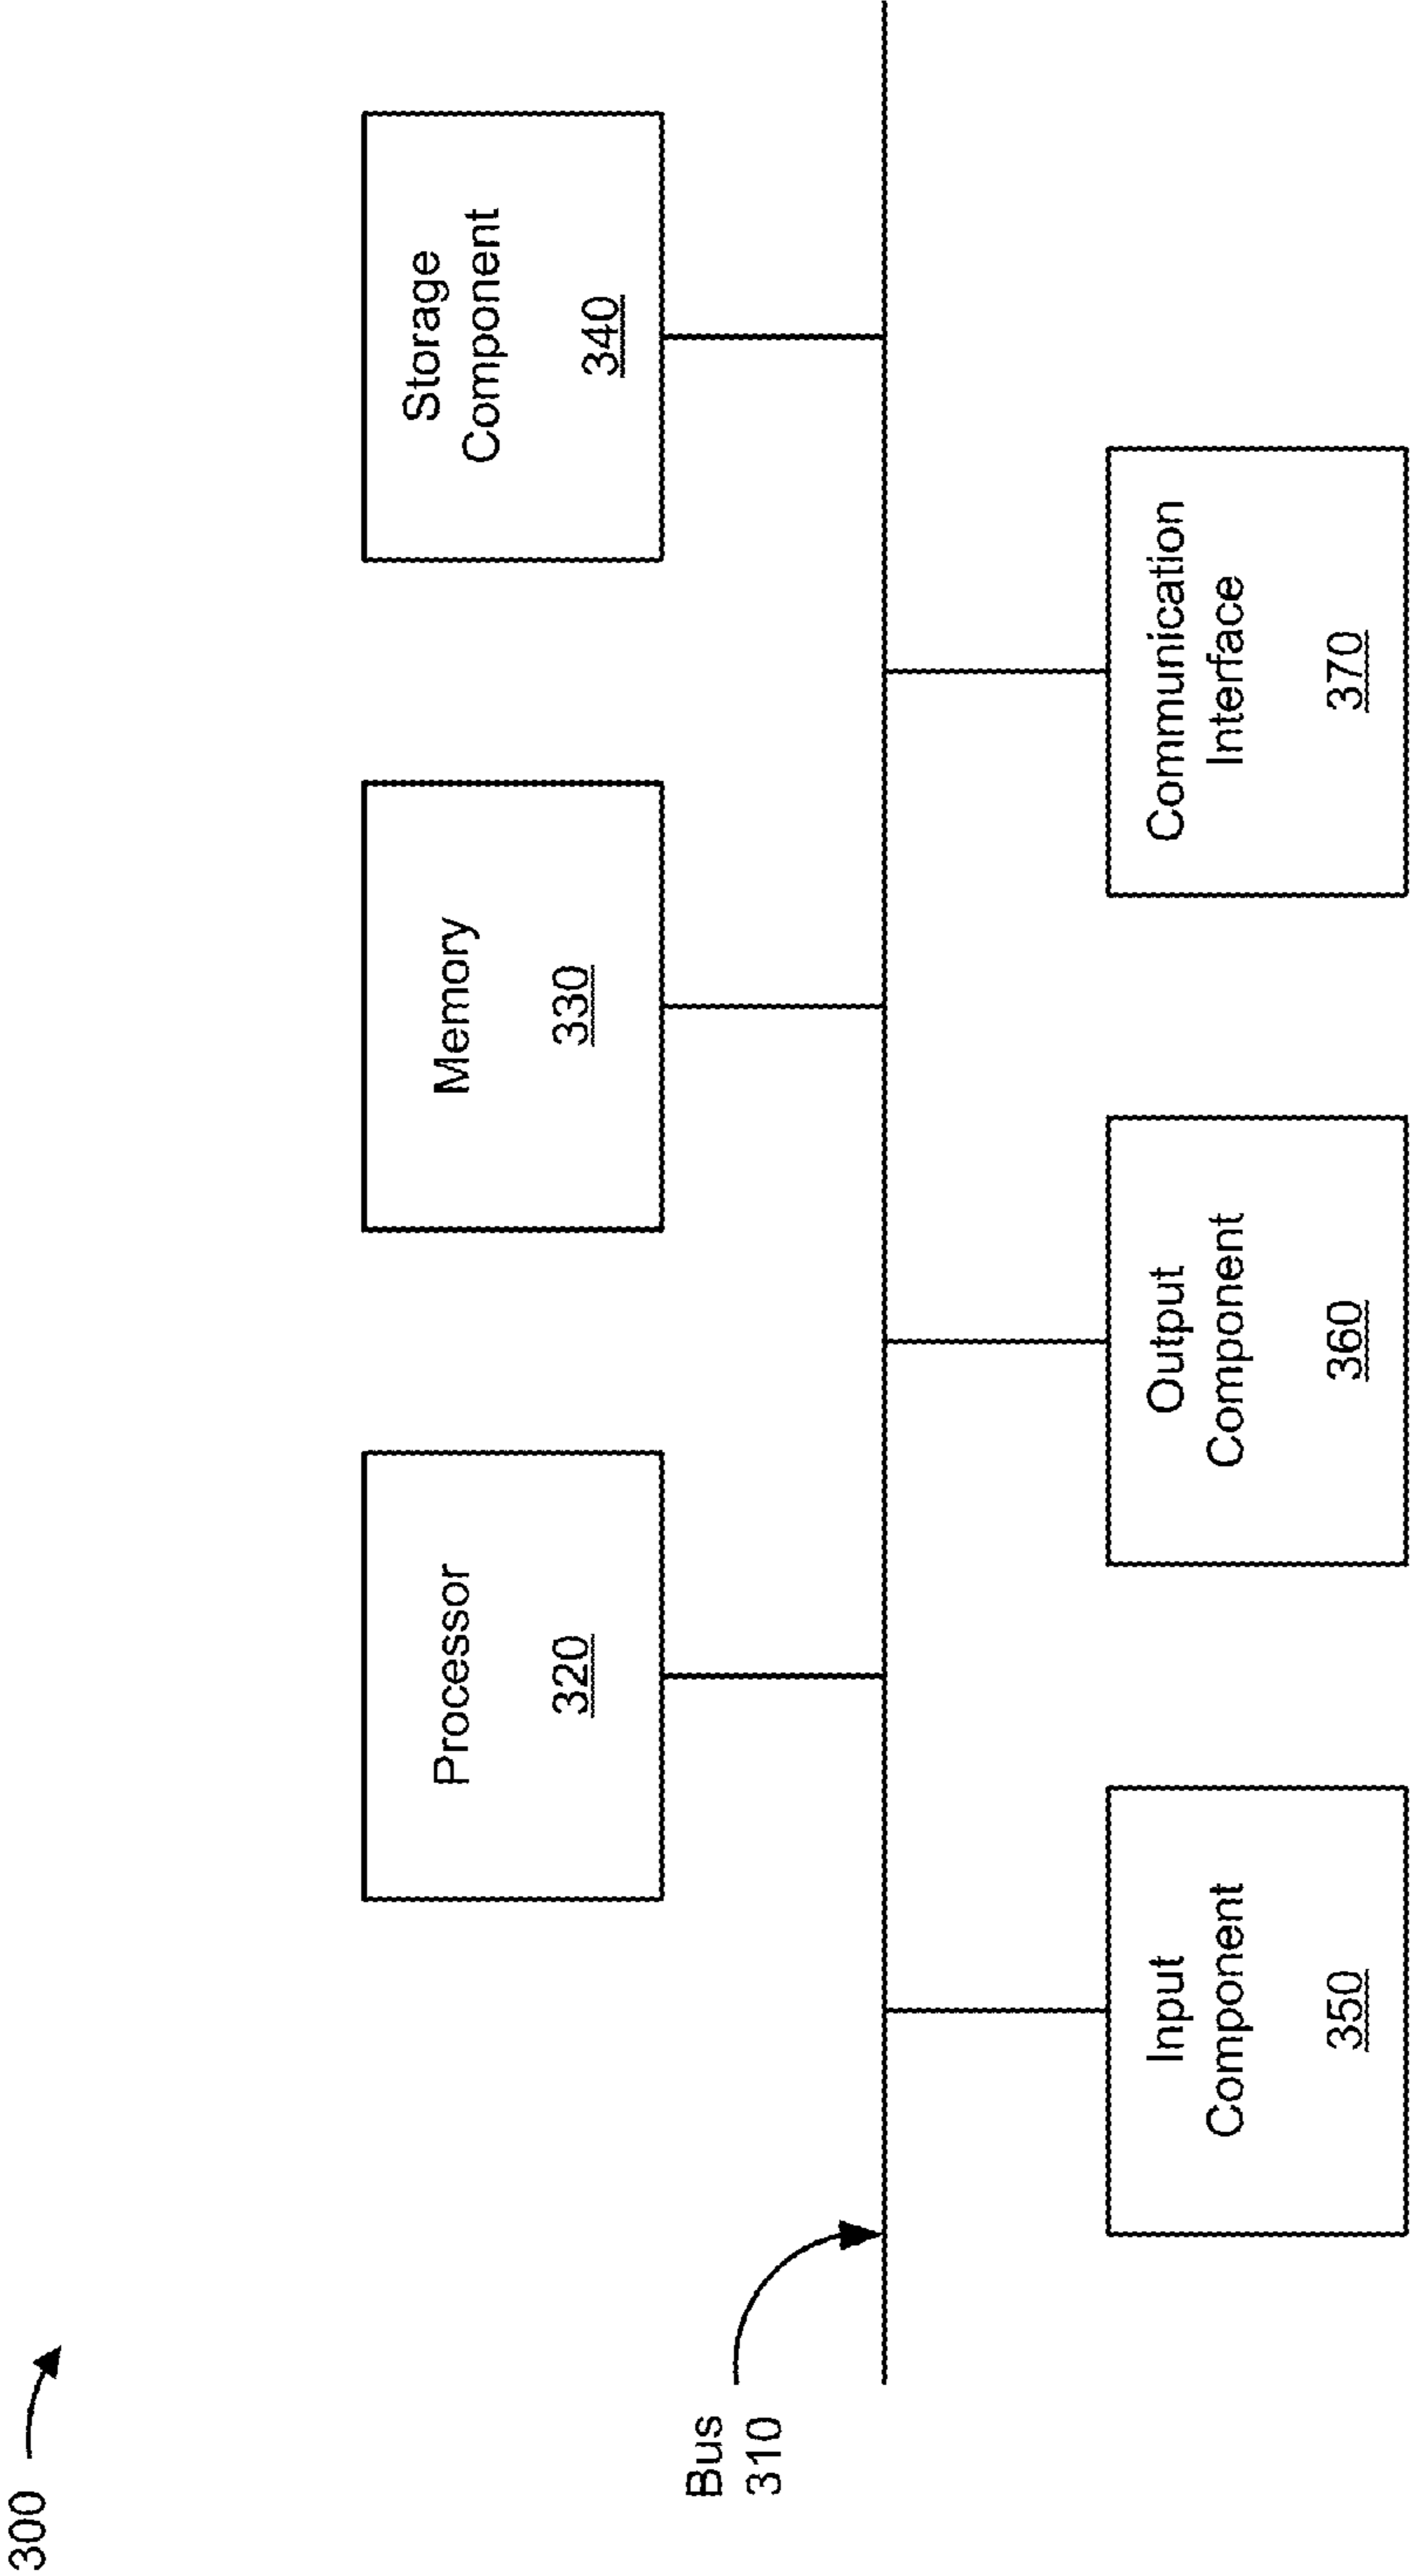 300
Processor
320
Memory
330
Storage
Component
340
Bus
310
Input
Component
350
Output
Component
360
Communication
Interface
370